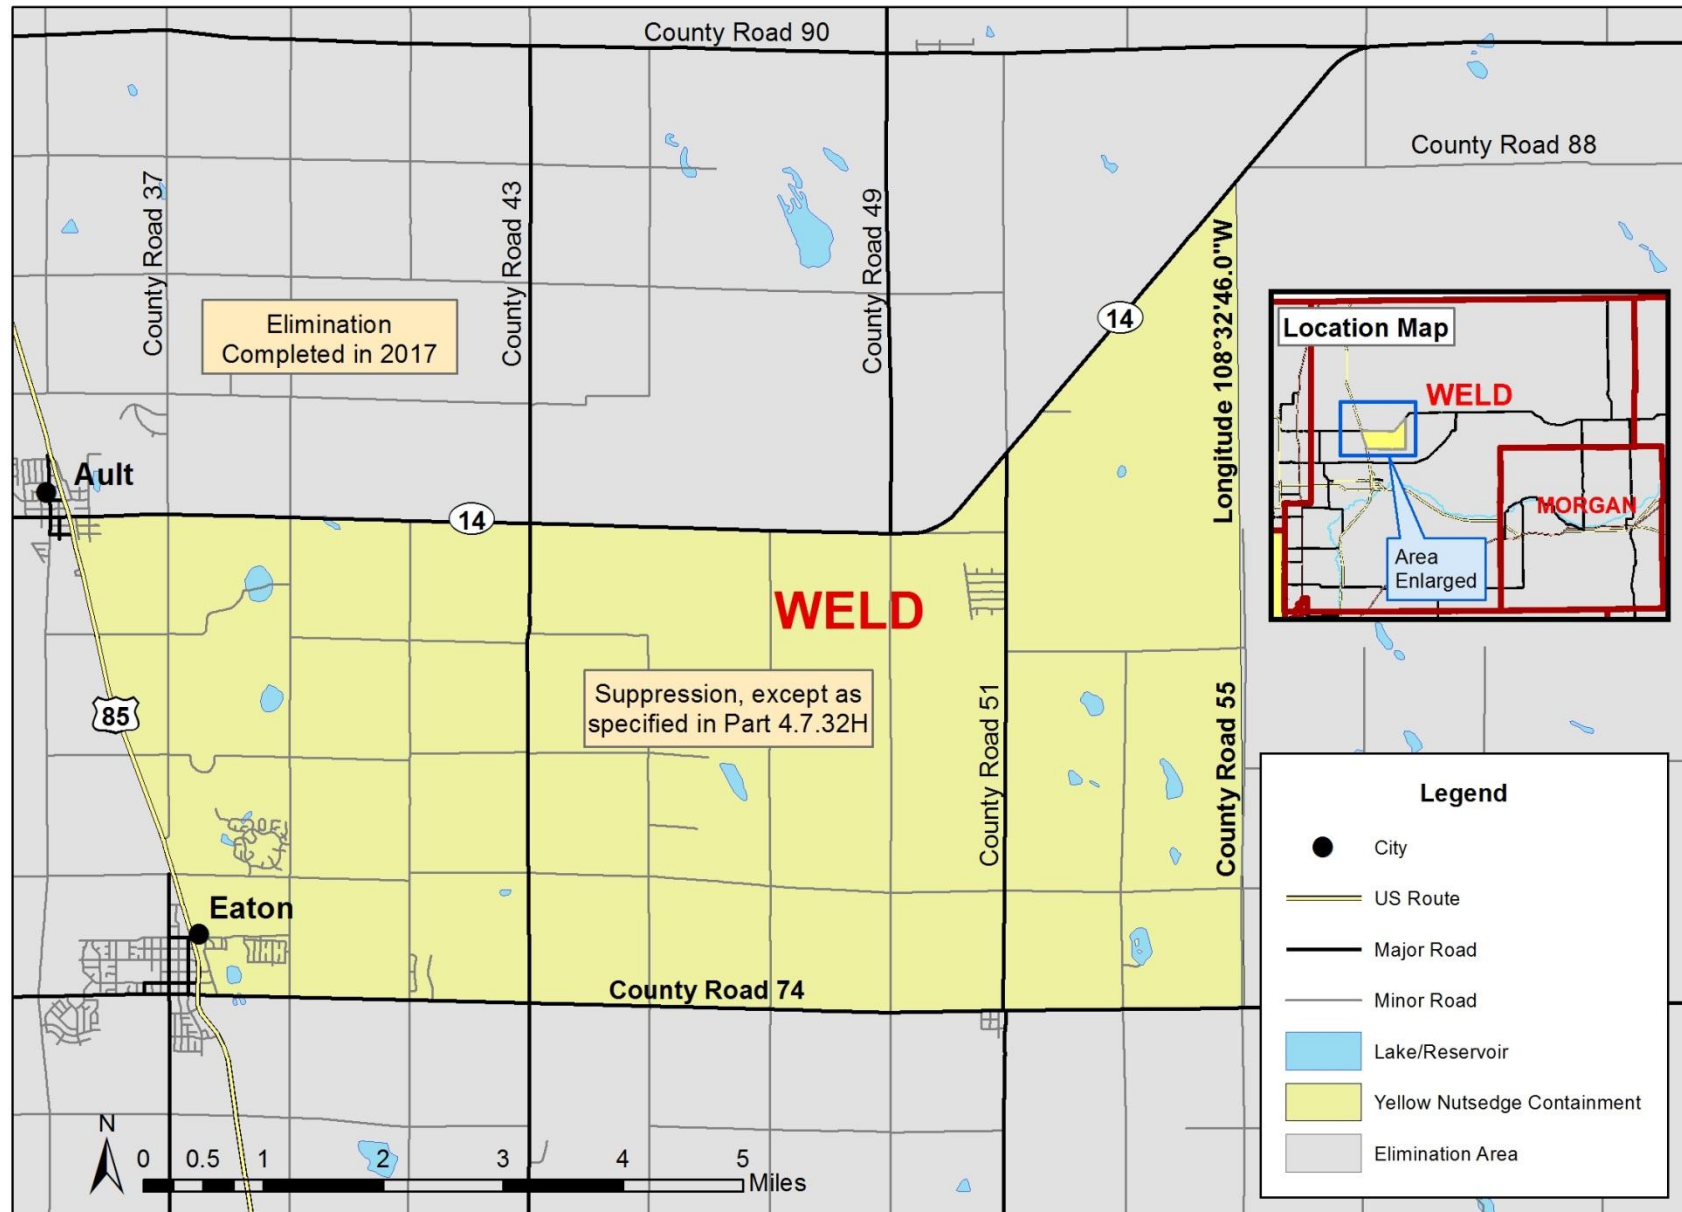 County Road 90
County Road 88
County Road 37
County Road 43
County Road 49
Longitude 108°32'46.0"W
14
Elimination
Completed in 2017
Location Map
WELD
MORGAN
Area
Enlarged
Ault
14
WELD
Suppression, except as
specified in Part 4.7.32H
85
County Road 51
County Road 55
Eaton
County Road 74
Legend
City
US Route
Major Road
Minor Road
Lake/Reservoir
Yellow Nutsedge Containment
Elimination Area
N
0 0.5 1 2 3 4 5
Miles